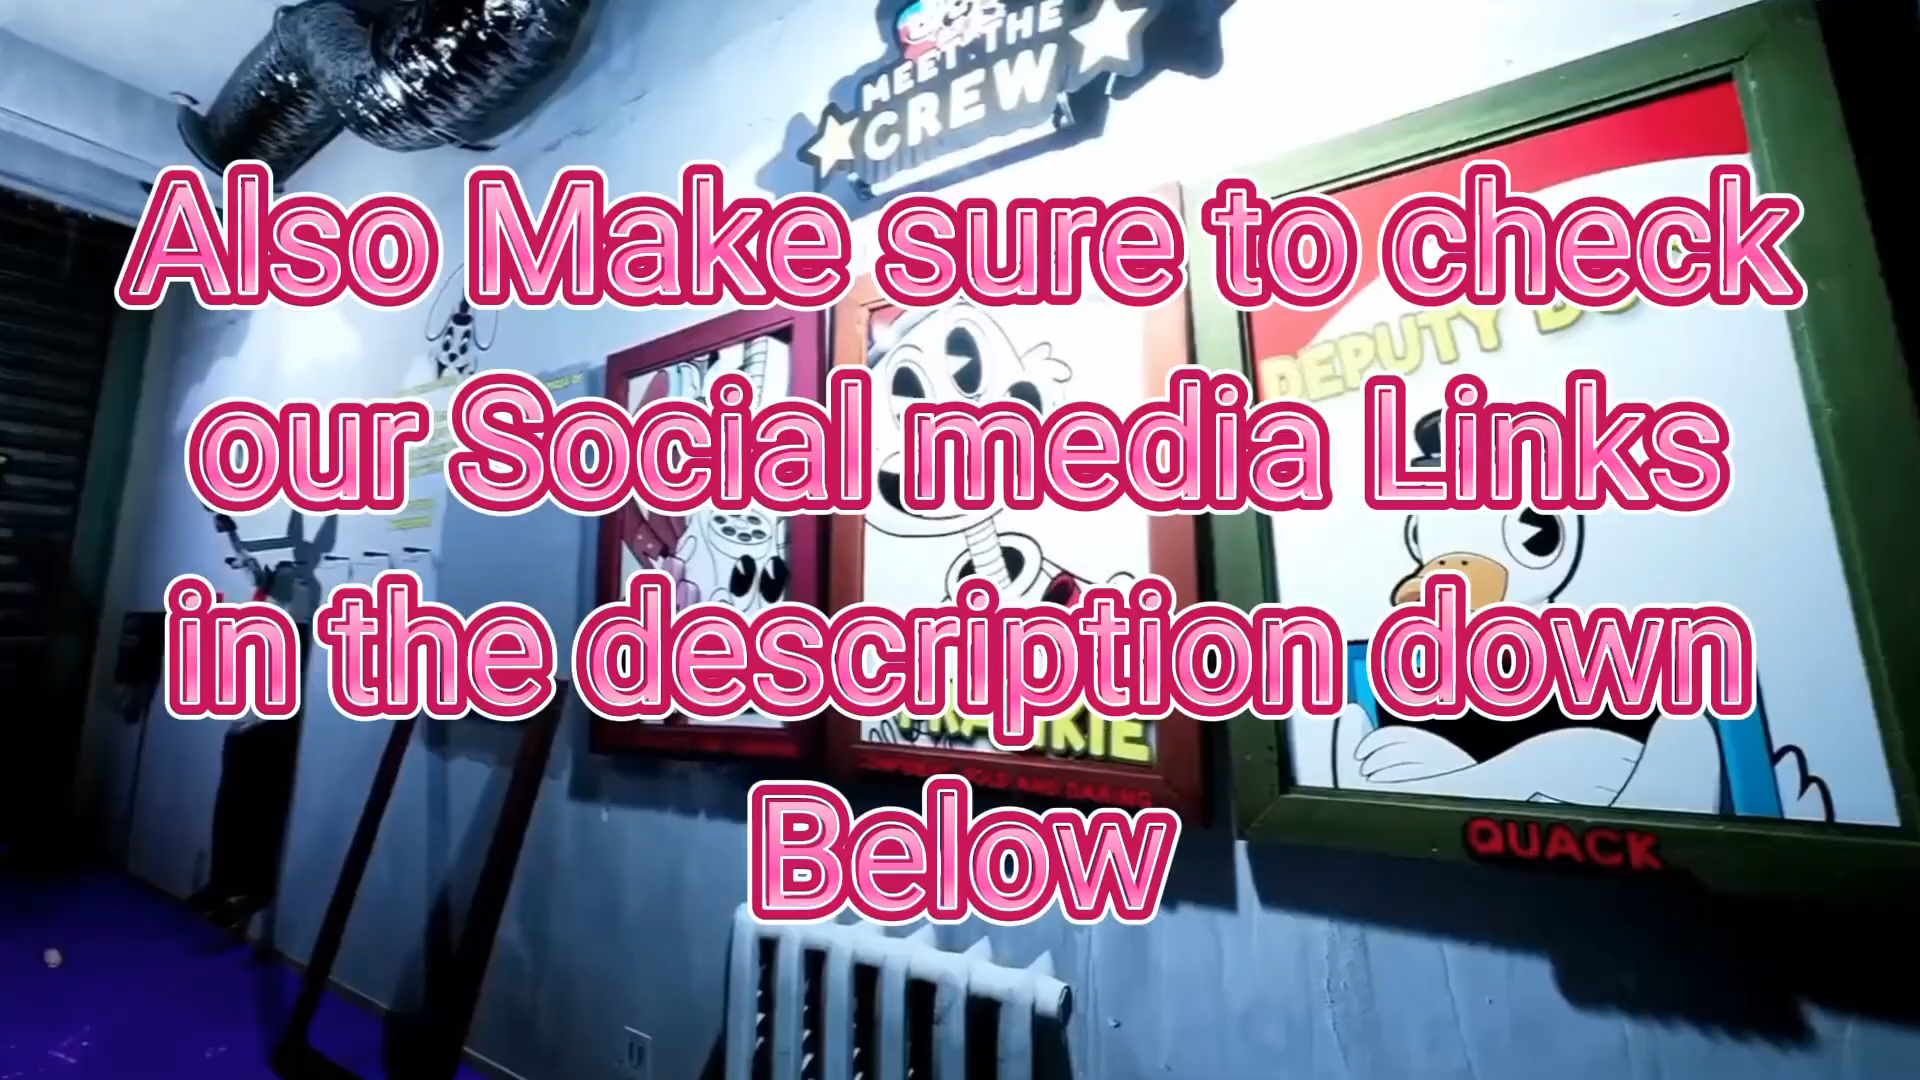 MEET THE
CREW
Also Make sure to check
our Social media Links
in the description down
Below
DEPUTY
FRANKIE
QUACK